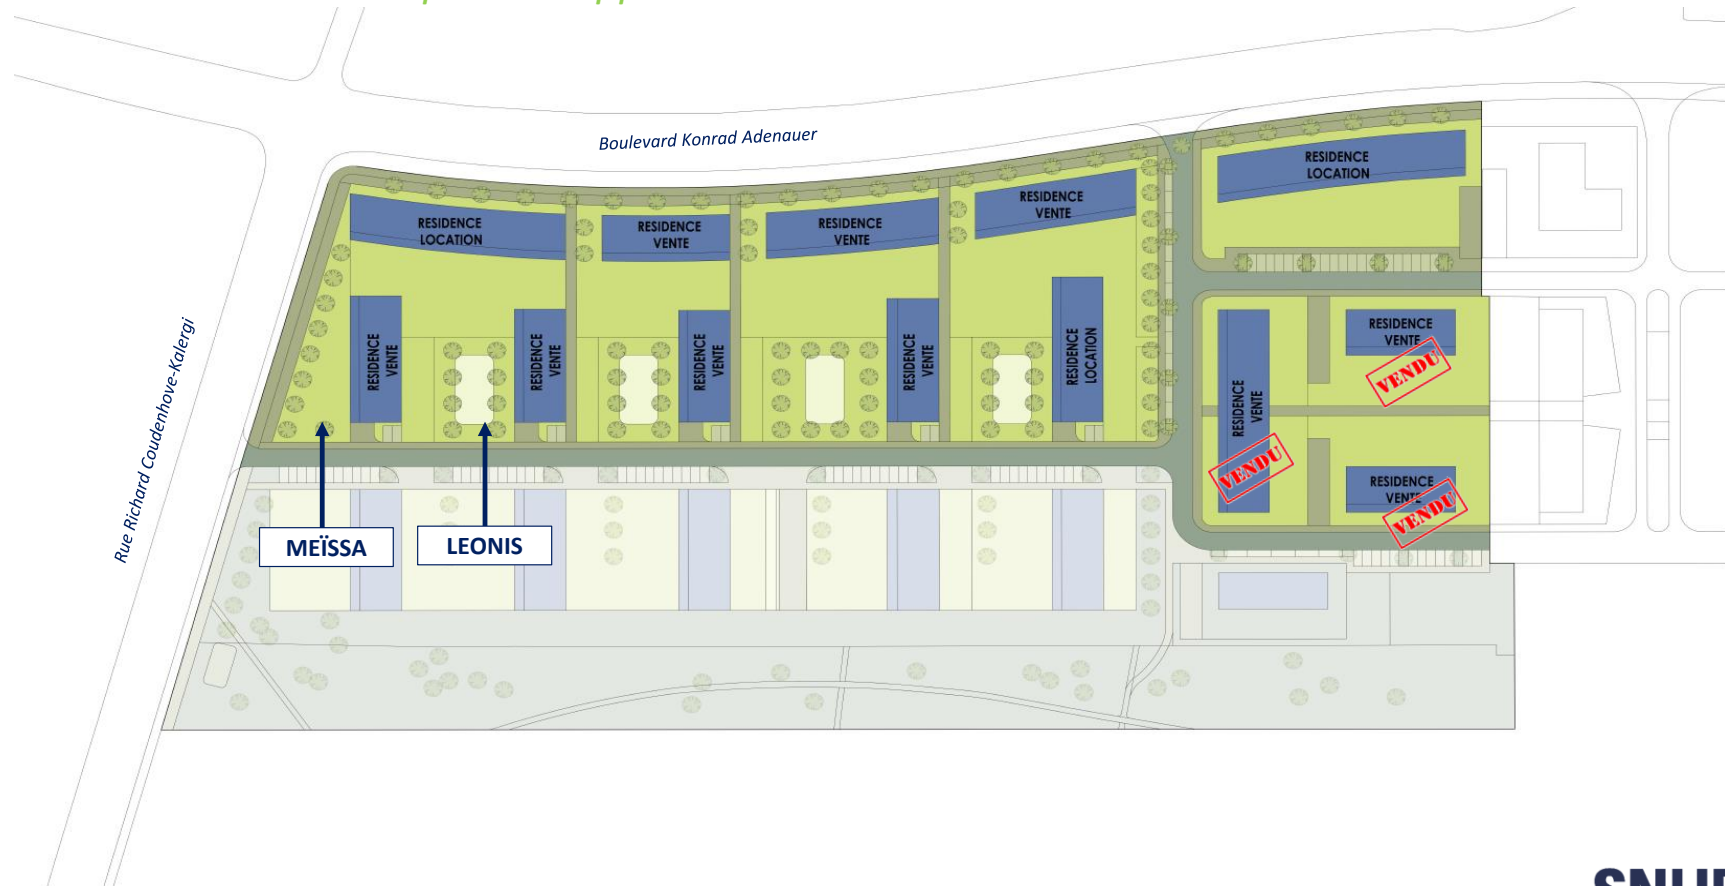 Boulevard Konrad Adenauer
Rue Richard Coudenhove-Kalergi
RESIDENCE
LOCATION
RESIDENCE
VENTE
RESIDENCE
VENTE
RESIDENCE
VENTE
RESIDENCE
LOCATION
RESIDENCE
VENTE
RESIDENCE
VENTE
RESIDENCE
VENTE
RESIDENCE
VENTE
RESIDENCE
LOCATION
RESIDENCE
VENTE
VENDU
RESIDENCE
VENTE
VENDU
RESIDENCE
VENTE
VENDU
MEÏSSA
LEONIS